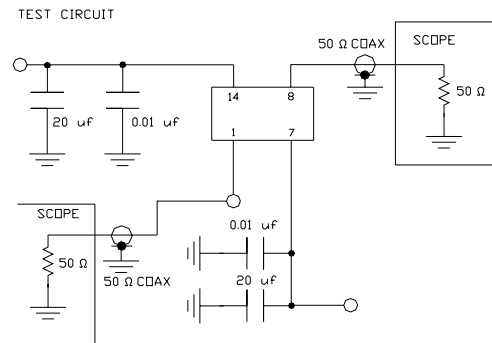 TEST CIRCUIT
50 Ω COAX
SCOPE
14
8
50 Ω
20 uf
0.01 uf
1
7
SCOPE
0.01 uf
50 Ω
50 Ω COAX
20 uf